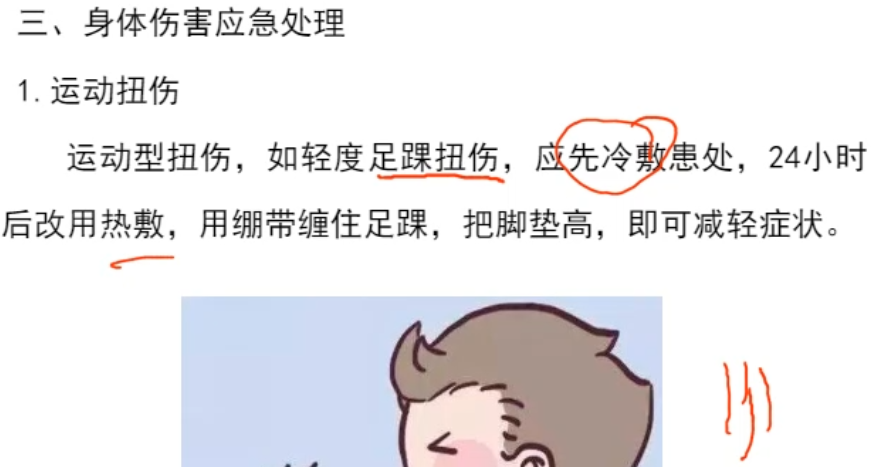 三、身体伤害应急处理
1.运动扭伤
运动型扭伤，如轻度足踝扭伤，应先冷敷患处，24小时
后改用热敷，用绷带缠住足踝，把脚垫高，即可减轻症状。